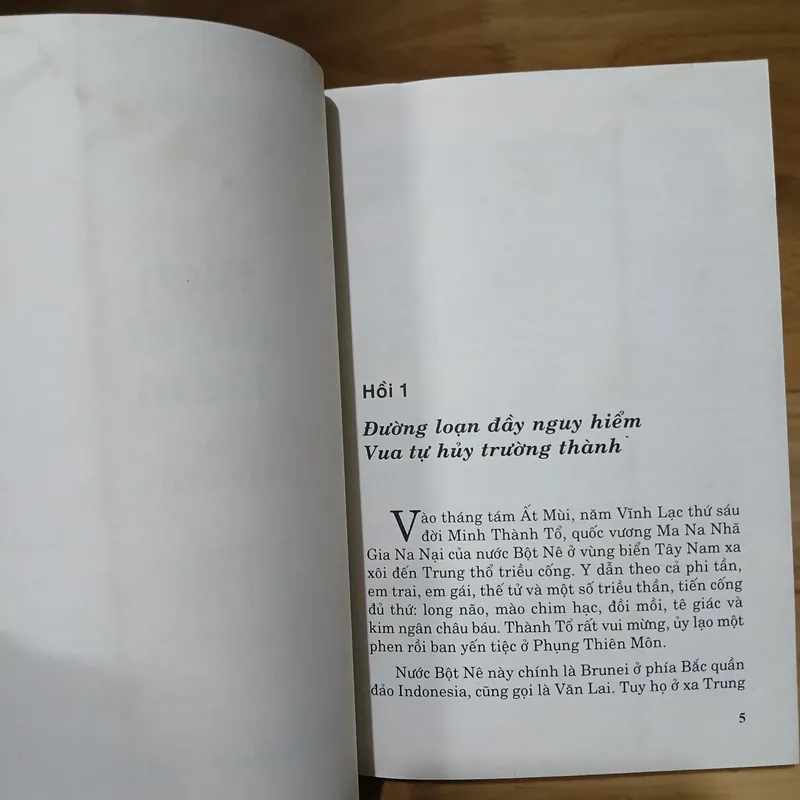 Hồi 1
Đường loạn đầy nguy hiểm
Vua tự hủy trường thành
Vào tháng tám Ất Mùi, năm Vĩnh Lạc thứ sáu
đời Minh Thành Tổ, quốc vương Ma Na Nhã
Gia Na Nại của nước Bột Nê ở vùng biển Tây Nam xa
xôi đến Trung thổ triều cống. Y dẫn theo cả phi tần,
em trai, em gái, thế tử và một số triều thần, tiến cống
đủ thứ: long não, mào chim hạc, đồi mồi, tê giác và
kim ngân châu báu. Thành Tổ rất vui mừng, ủy lạo một
phen rồi ban yến tiệc ở Phụng Thiên Môn.
Nước Bột Nê này chính là Brunei ở phía Bắc quần
đảo Indonesia, cũng gọi là Văn Lai. Tuy họ ở xa Trung
5